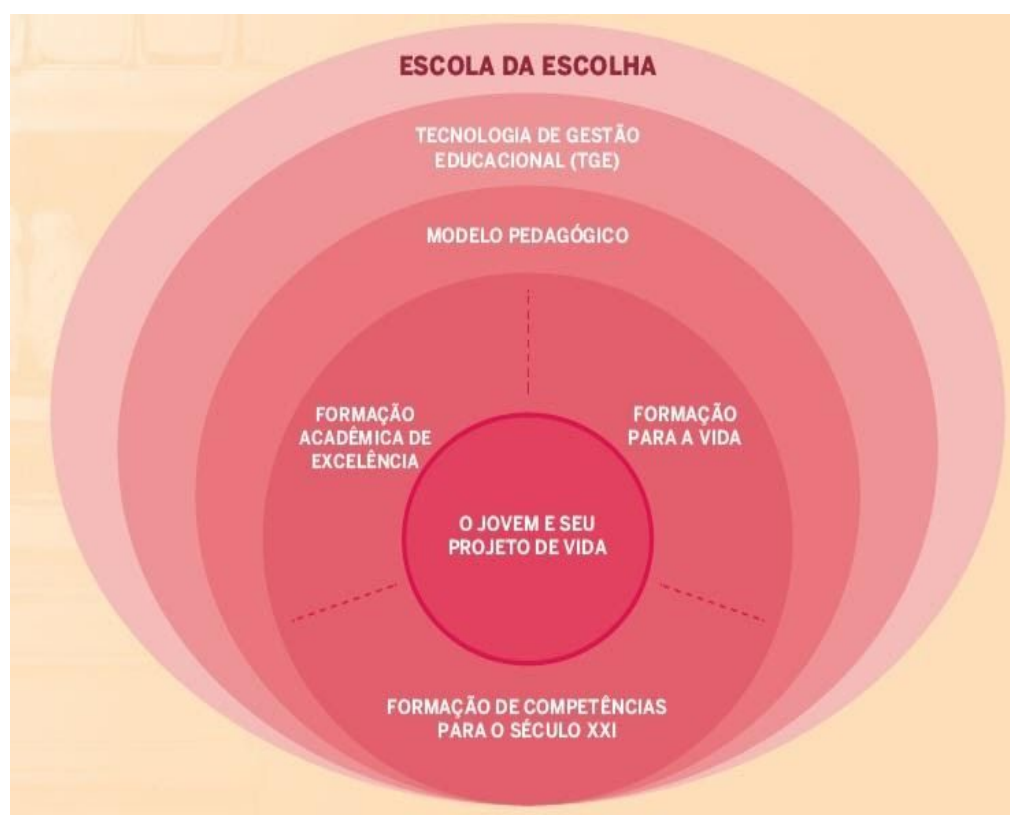 ESCOLA DA ESCOLHA
TECNOLOGIA DE GESTÃO
EDUCACIONAL (TGE)
MODELO PEDAGÓGICO
FORMAÇÃO
ACADÊMICA DE
EXCELÊNCIA
FORMAÇÃO
PARA A VIDA
O JOVEM E SEU
PROJETO DE VIDA
FORMAÇÃO DE COMPETÊNCIAS
PARA O SÉCULO XXI